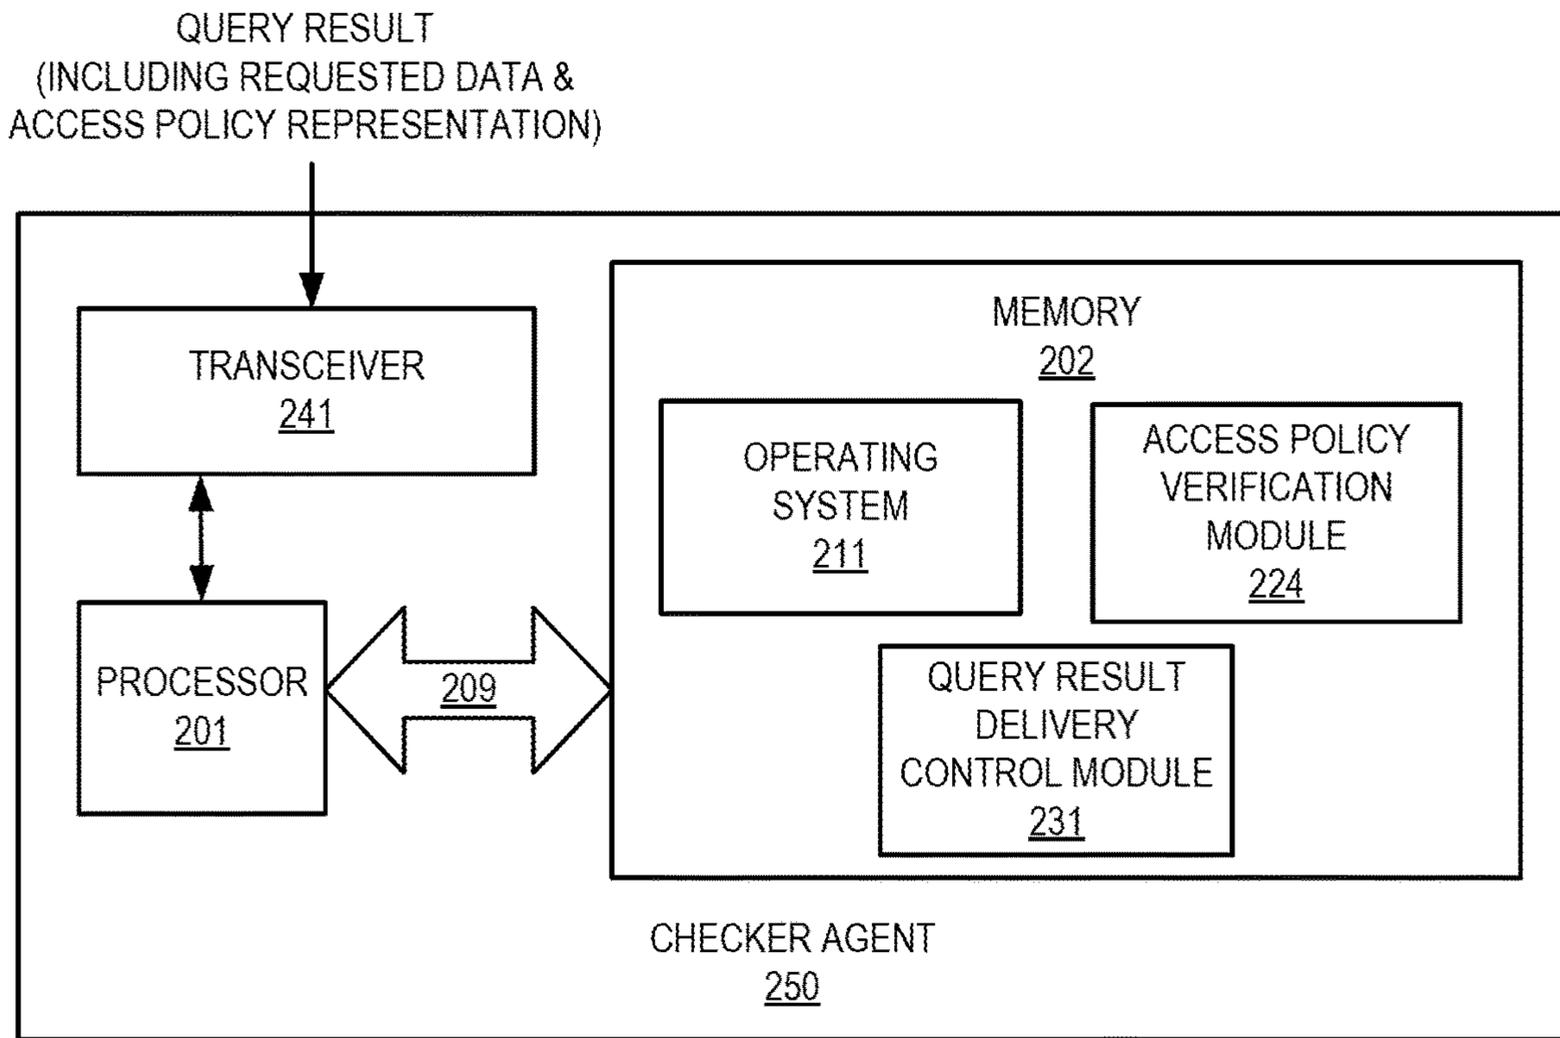 QUERY RESULT
(INCLUDING REQUESTED DATA &
ACCESS POLICY REPRESENTATION)
TRANSCEIVER
241
PROCESSOR
201
209
MEMORY
202
OPERATING
SYSTEM
211
ACCESS POLICY
VERIFICATION
MODULE
224
QUERY RESULT
DELIVERY
CONTROL MODULE
231
CHECKER AGENT
250